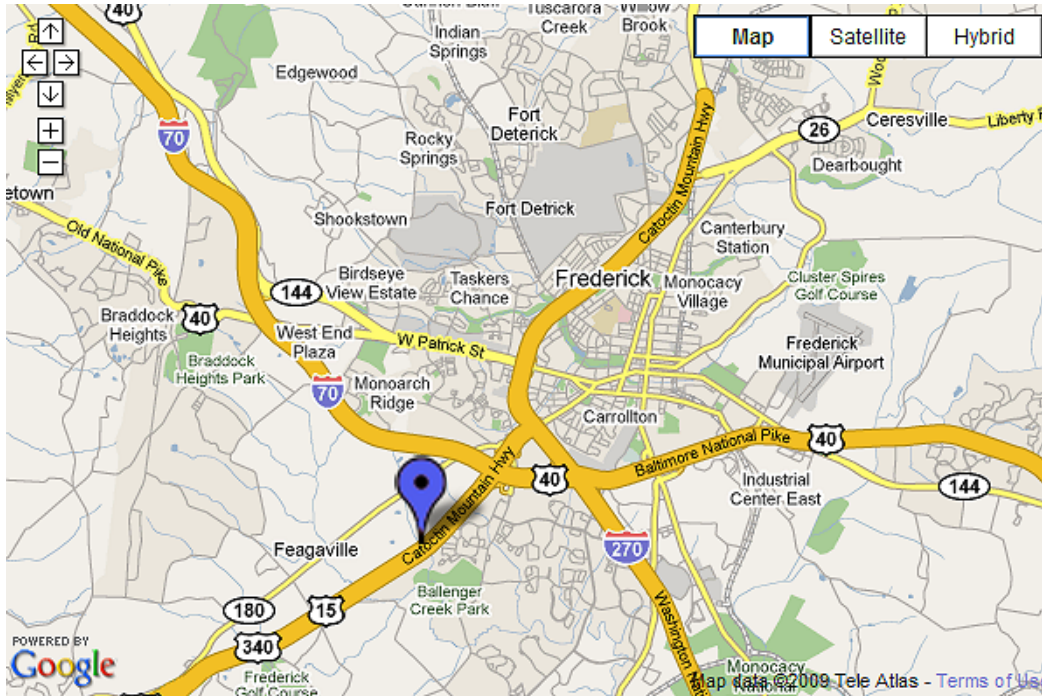 40
Tuscarora
Creek
Willow
Brook
Indian
Springs
Map
Satellite
Hybrid
Edgewood
70
Fort
Deterick
26
Ceresville
Liberty
Rocky
Springs
Dearbought
Catoctin Mountain Hwy
etown
Shookstown
Fort Detrick
Old National Pike
Canterbury
Station
Birdseye
View Estate
Taskers
Chance
Frederick
Monocacy
Village
Cluster Spires
Golf Course
144
Braddock
Heights
40
West End
Plaza
W Patrick St
Frederick
Municipal Airport
Braddock
Heights Park
70
Monoarch
Ridge
Carrollton
Catoctin Mountain Hwy
40
Baltimore National Pike
40
Industrial
Center East
144
Feagaville
270
Ballenger
Creek Park
180
15
340
Washington Nati
POWERED BY
Google
Frederick
Golf Course
Monocacy
National
Map data ©2009 Tele Atlas - Terms of Us